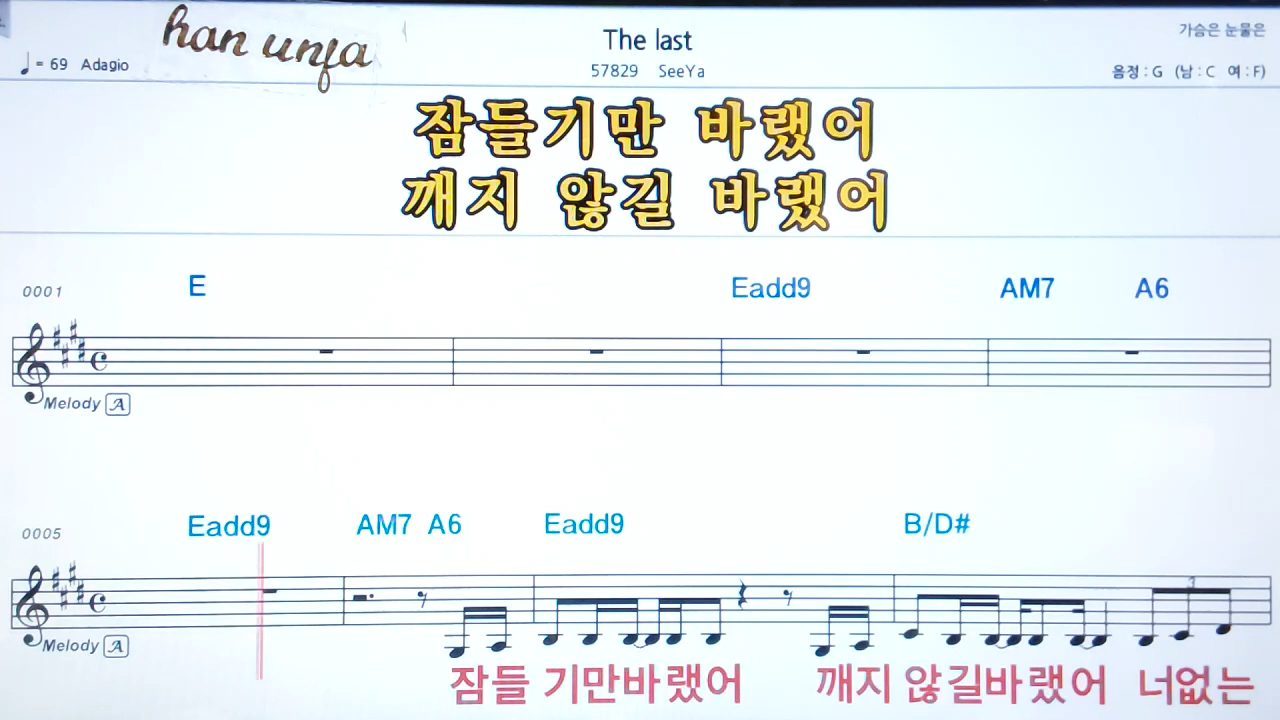 han unfa
The last
가슴은 눈물은
♩= 69 Adagio
57829 SeeYa
음정 : G (남 : C 여 : F)
잠들기만 바랬어
깨지 않길 바랬어
0001 E Eadd9 AM7 A6
Melody A
0005 Eadd9 AM7 A6 Eadd9 B/D#
3
Melody A
잠들 기만바랬어 깨지 않길바랬어 너없는